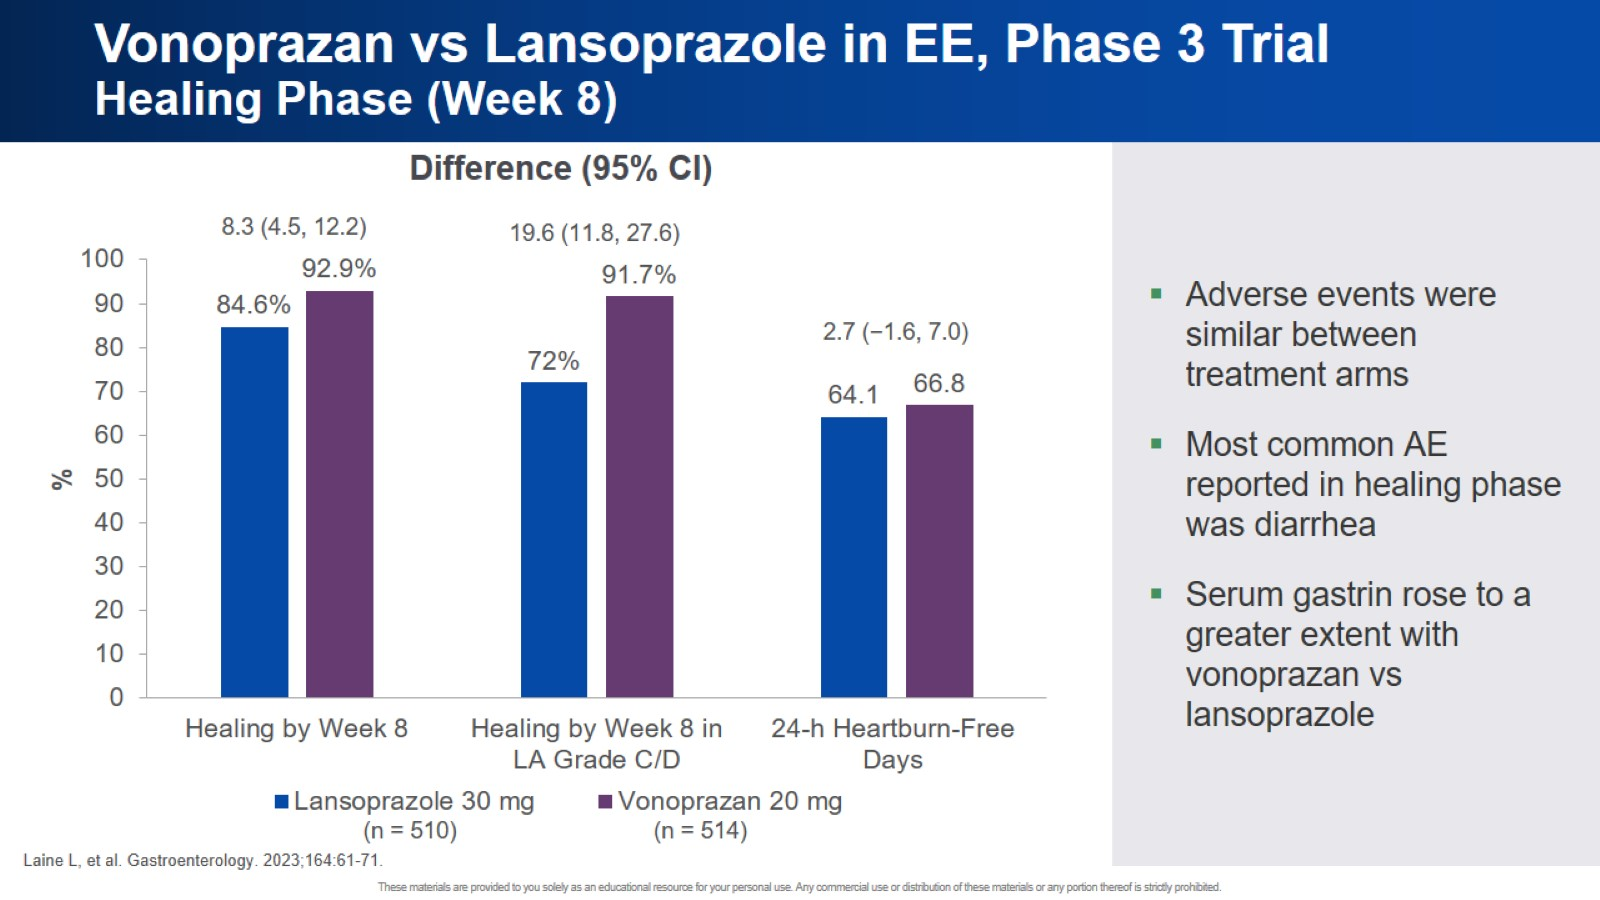 Vonoprazan vs Lansoprazole in EE, Phase 3 Trial
Healing Phase (Week 8)
Difference (95% CI)
8.3 (4.5, 12.2)
19.6 (11.8, 27.6)
2.7 (−1.6, 7.0)
100
90
80
70
60
50
40
30
20
10
0
%
84.6%
92.9%
72%
91.7%
64.1
66.8
Healing by Week 8
Healing by Week 8 in
LA Grade C/D
24-h Heartburn-Free
Days
Lansoprazole 30 mg
(n = 510)
Vonoprazan 20 mg
(n = 514)
▪ Adverse events were
similar between
treatment arms
▪ Most common AE
reported in healing phase
was diarrhea
▪ Serum gastrin rose to a
greater extent with
vonoprazan vs
lansoprazole
Laine L, et al. Gastroenterology. 2023;164:61-71.
These materials are provided to you solely as an educational resource for your personal use. Any commercial use or distribution of these materials or any portion thereof is strictly prohibited.